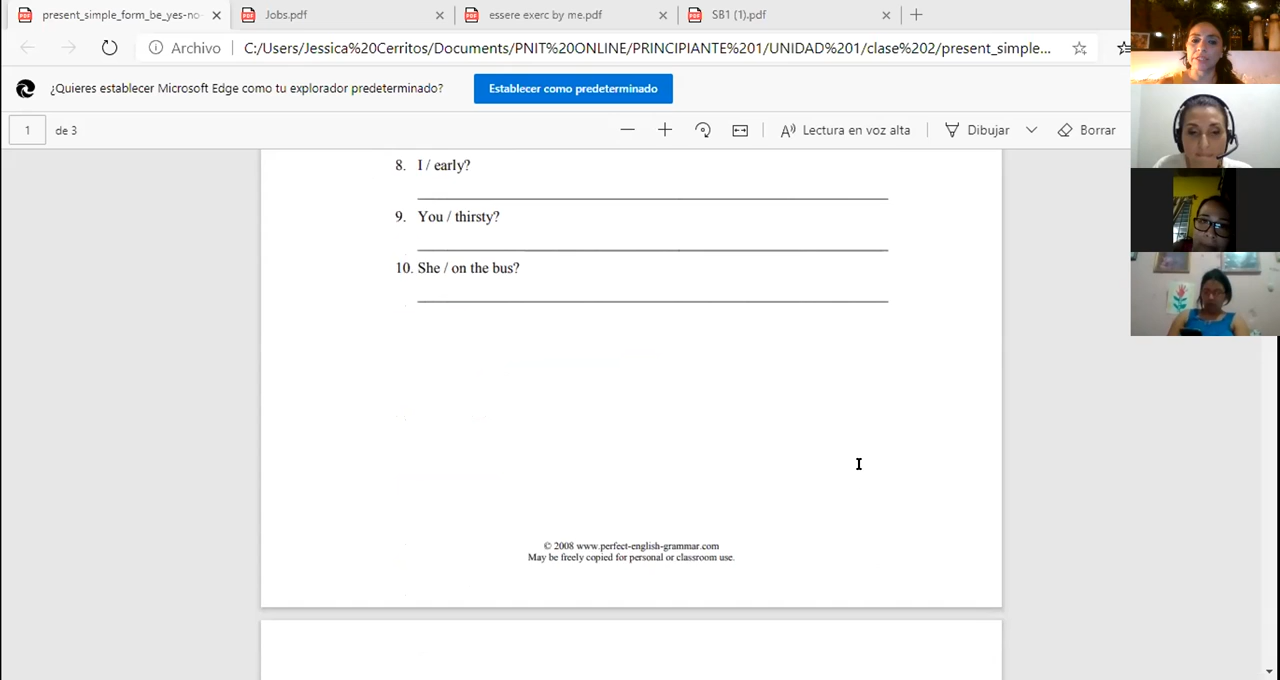 present_simple_form_be_yes-no-
Jobs.pdf
essere exerc by me.pdf
SB1 (1).pdf
Archivo
C:/Users/Jessica%20Cerritos/Documents/PNIT%20ONLINE/PRINCIPIANTE%201/UNIDAD%201/clase%202/present_simple...
¿Quieres establecer Microsoft Edge como tu explorador predeterminado?
Establecer como predeterminado
1 de 3
Lectura en voz alta
Dibujar
Borrar
8. I / early?
9. You / thirsty?
10. She / on the bus?
© 2008 www.perfect-english-grammar.com
May be freely copied for personal or classroom use.